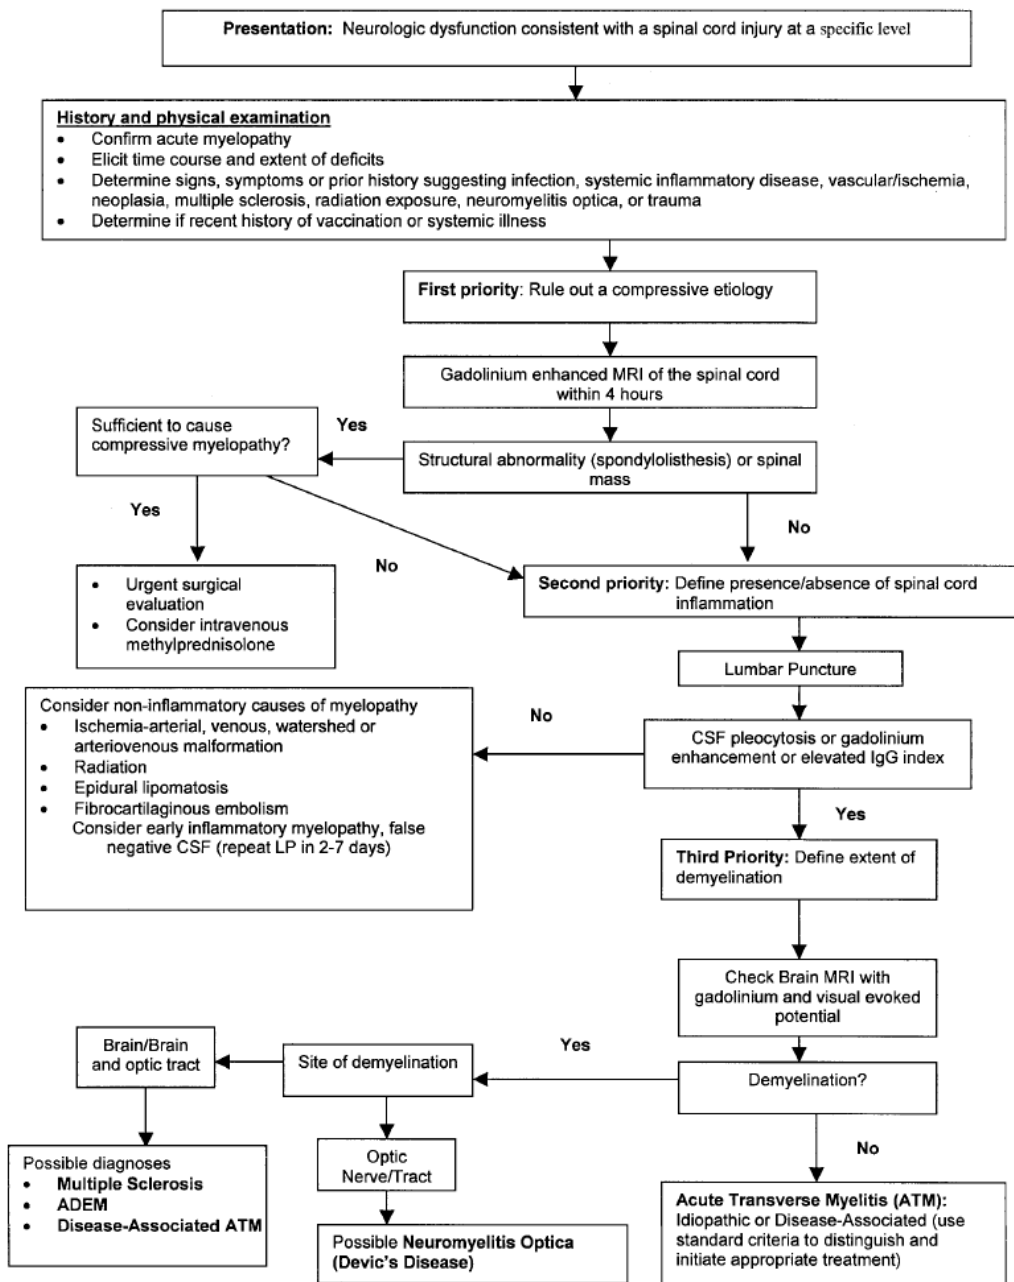 Presentation: Neurologic dysfunction consistent with a spinal cord injury at a specific level
History and physical examination
• Confirm acute myelopathy
• Elicit time course and extent of deficits
• Determine signs, symptoms or prior history suggesting infection, systemic inflammatory disease, vascular/ischemia,
neoplasia, multiple sclerosis, radiation exposure, neuromyelitis optica, or trauma
• Determine if recent history of vaccination or systemic illness
First priority: Rule out a compressive etiology
Gadolinium enhanced MRI of the spinal cord
within 4 hours
Sufficient to cause
compressive myelopathy?
Yes
Structural abnormality (spondylolisthesis) or spinal
mass
Yes
No
No
• Urgent surgical
evaluation
• Consider intravenous
methylprednisolone
Second priority: Define presence/absence of spinal cord
inflammation
Lumbar Puncture
Consider non-inflammatory causes of myelopathy
• Ischemia-arterial, venous, watershed or
arteriovenous malformation
• Radiation
• Epidural lipomatosis
• Fibrocartilaginous embolism
Consider early inflammatory myelopathy, false
negative CSF (repeat LP in 2-7 days)
No
CSF pleocytosis or gadolinium
enhancement or elevated IgG index
Yes
Third Priority: Define extent of
demyelination
Check Brain MRI with
gadolinium and visual evoked
potential
Brain/Brain
and optic tract
Site of demyelination
Yes
Demyelination?
No
Optic
Nerve/Tract
Possible diagnoses
• Multiple Sclerosis
• ADEM
• Disease-Associated ATM
Possible Neuromyelitis Optica
(Devic's Disease)
Acute Transverse Myelitis (ATM):
Idiopathic or Disease-Associated (use
standard criteria to distinguish and
initiate appropriate treatment)